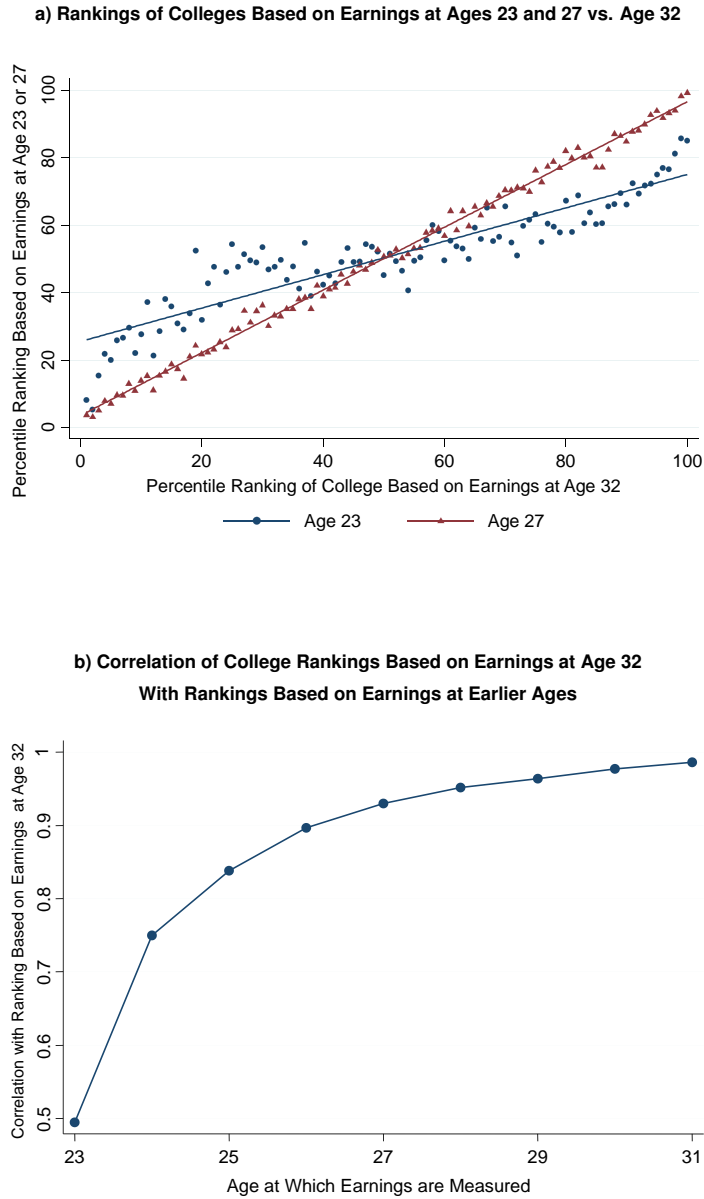 a) Rankings of Colleges Based on Earnings at Ages 23 and 27 vs. Age 32
Percentile Ranking Based on Earnings at Age 23 or 27
100
80
60
40
20
0
0 20 40 60 80 100
Percentile Ranking of College Based on Earnings at Age 32
Age 23 Age 27
b) Correlation of College Rankings Based on Earnings at Age 32
With Rankings Based on Earnings at Earlier Ages
Correlation with Ranking Based on Earnings at Age 32
1
0.9
0.8
0.7
0.6
0.5
23 25 27 29 31
Age at Which Earnings are Measured